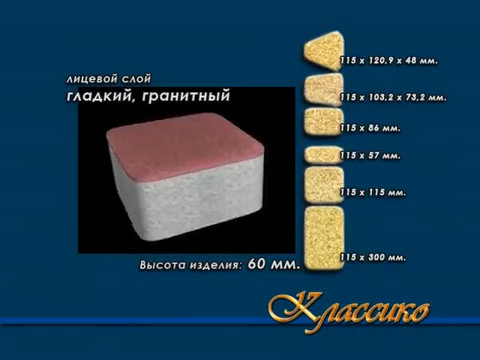 лицевой слой
гладкий, гранитный
115 x 120,9 x 48 мм.
115 x 103,2 x 73,2 мм.
115 x 86 мм.
115 x 57 мм.
115 x 115 мм.
115 x 300 мм.
Высота изделия: 60 мм.
Классико